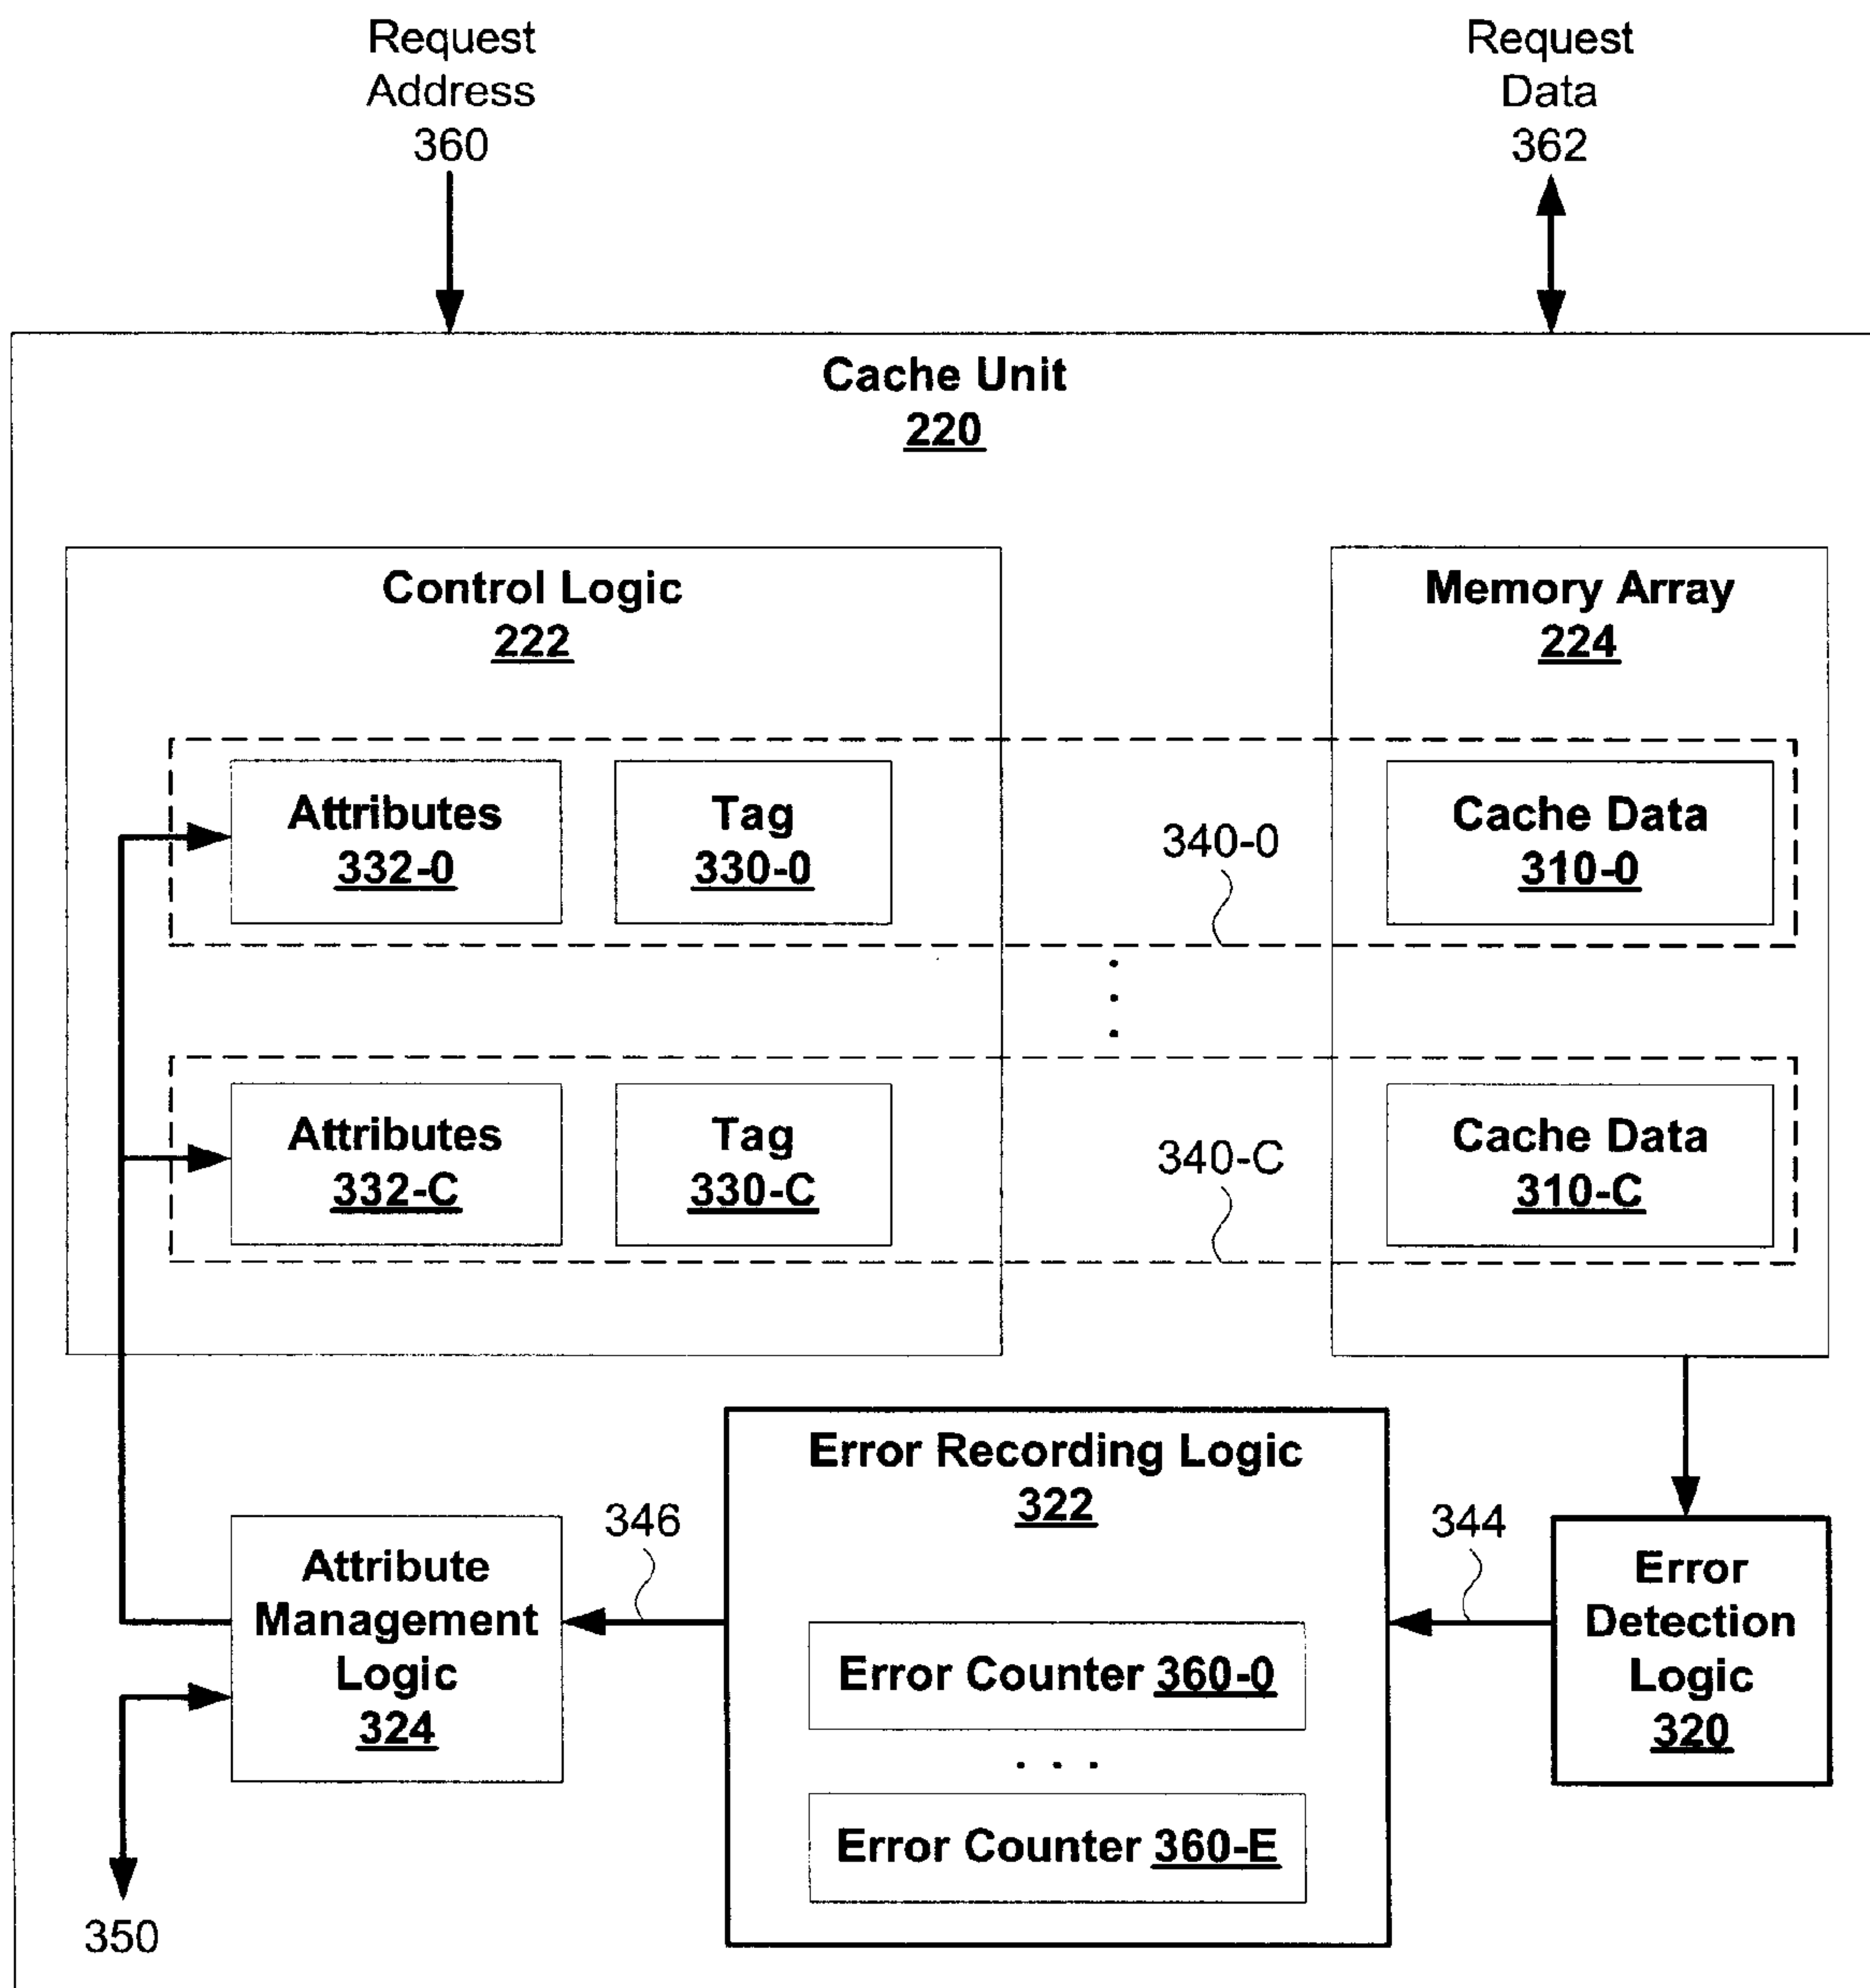 Request
Address
360
Request
Data
362
Cache Unit
220
Control Logic
222
Memory Array
224
Attributes
332-0
Tag
330-0
340-0
Cache Data
310-0
Attributes
332-C
Tag
330-C
340-C
Cache Data
310-C
Error Recording Logic
322
346
344
Attribute
Management
Logic
324
Error
Detection
Logic
320
Error Counter 360-0
. . .
Error Counter 360-E
350